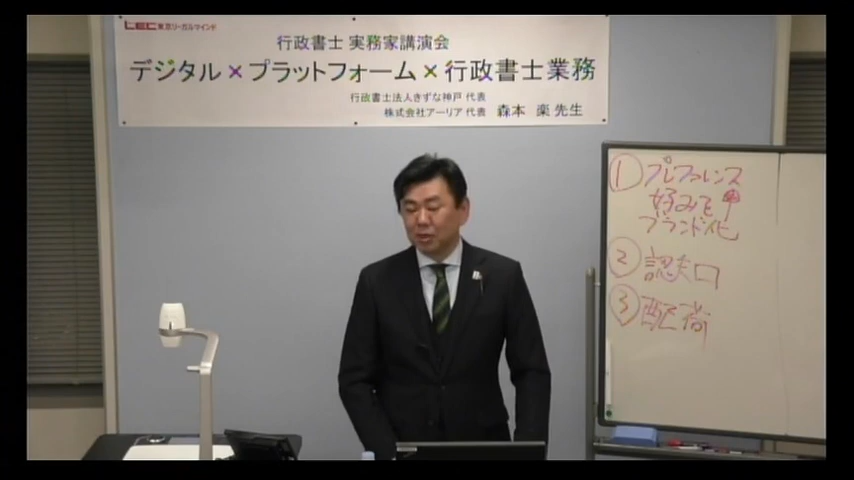 LEC東京リーガルマインド
行政書士 実務家講演会
デジタル×プラットフォーム×行政書士業務
行政書士法人きずな神戸 代表
株式会社アーリア 代表 森本 楽 先生
① プレファレンス
好みを
ブランド化
② 認知
③ 配荷